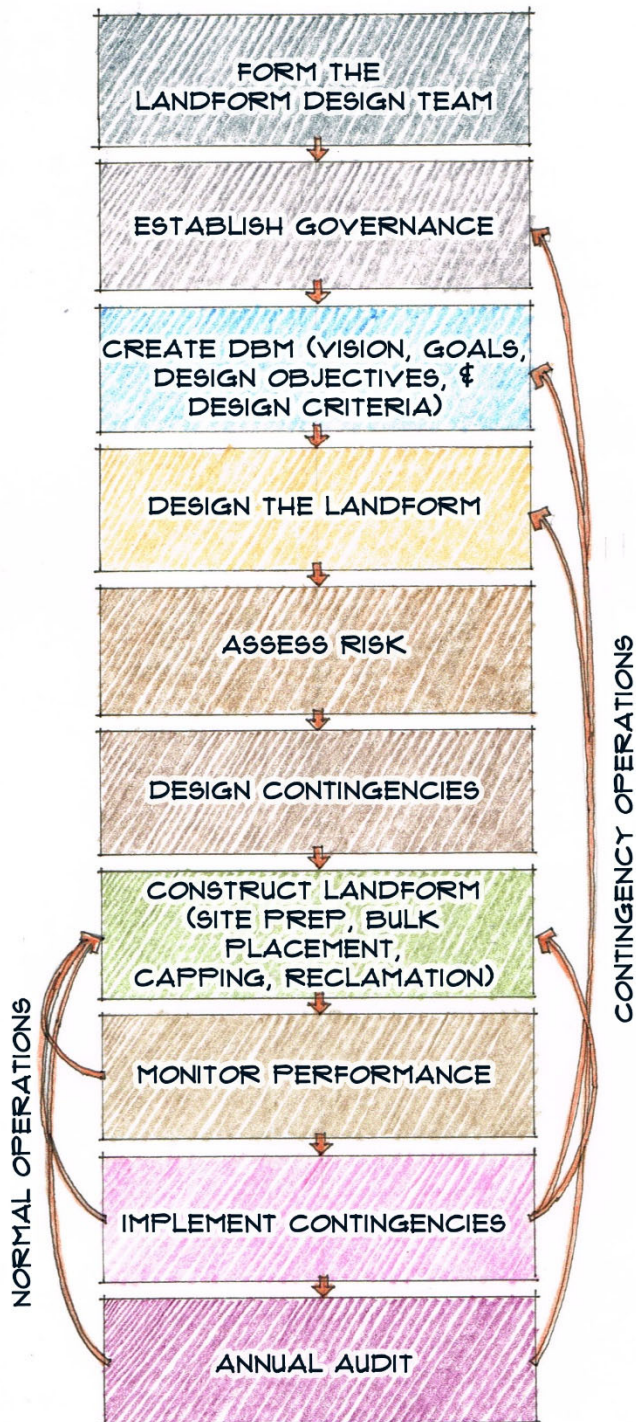 FORM THE
LANDFORM DESIGN TEAM
ESTABLISH GOVERNANCE
CREATE DBM (VISION, GOALS,
DESIGN OBJECTIVES, &
DESIGN CRITERIA)
DESIGN THE LANDFORM
ASSESS RISK
DESIGN CONTINGENCIES
CONSTRUCT LANDFORM
(SITE PREP, BULK
PLACEMENT,
CAPPING, RECLAMATION)
MONITOR PERFORMANCE
IMPLEMENT CONTINGENCIES
ANNUAL AUDIT
NORMAL OPERATIONS
CONTINGENCY OPERATIONS